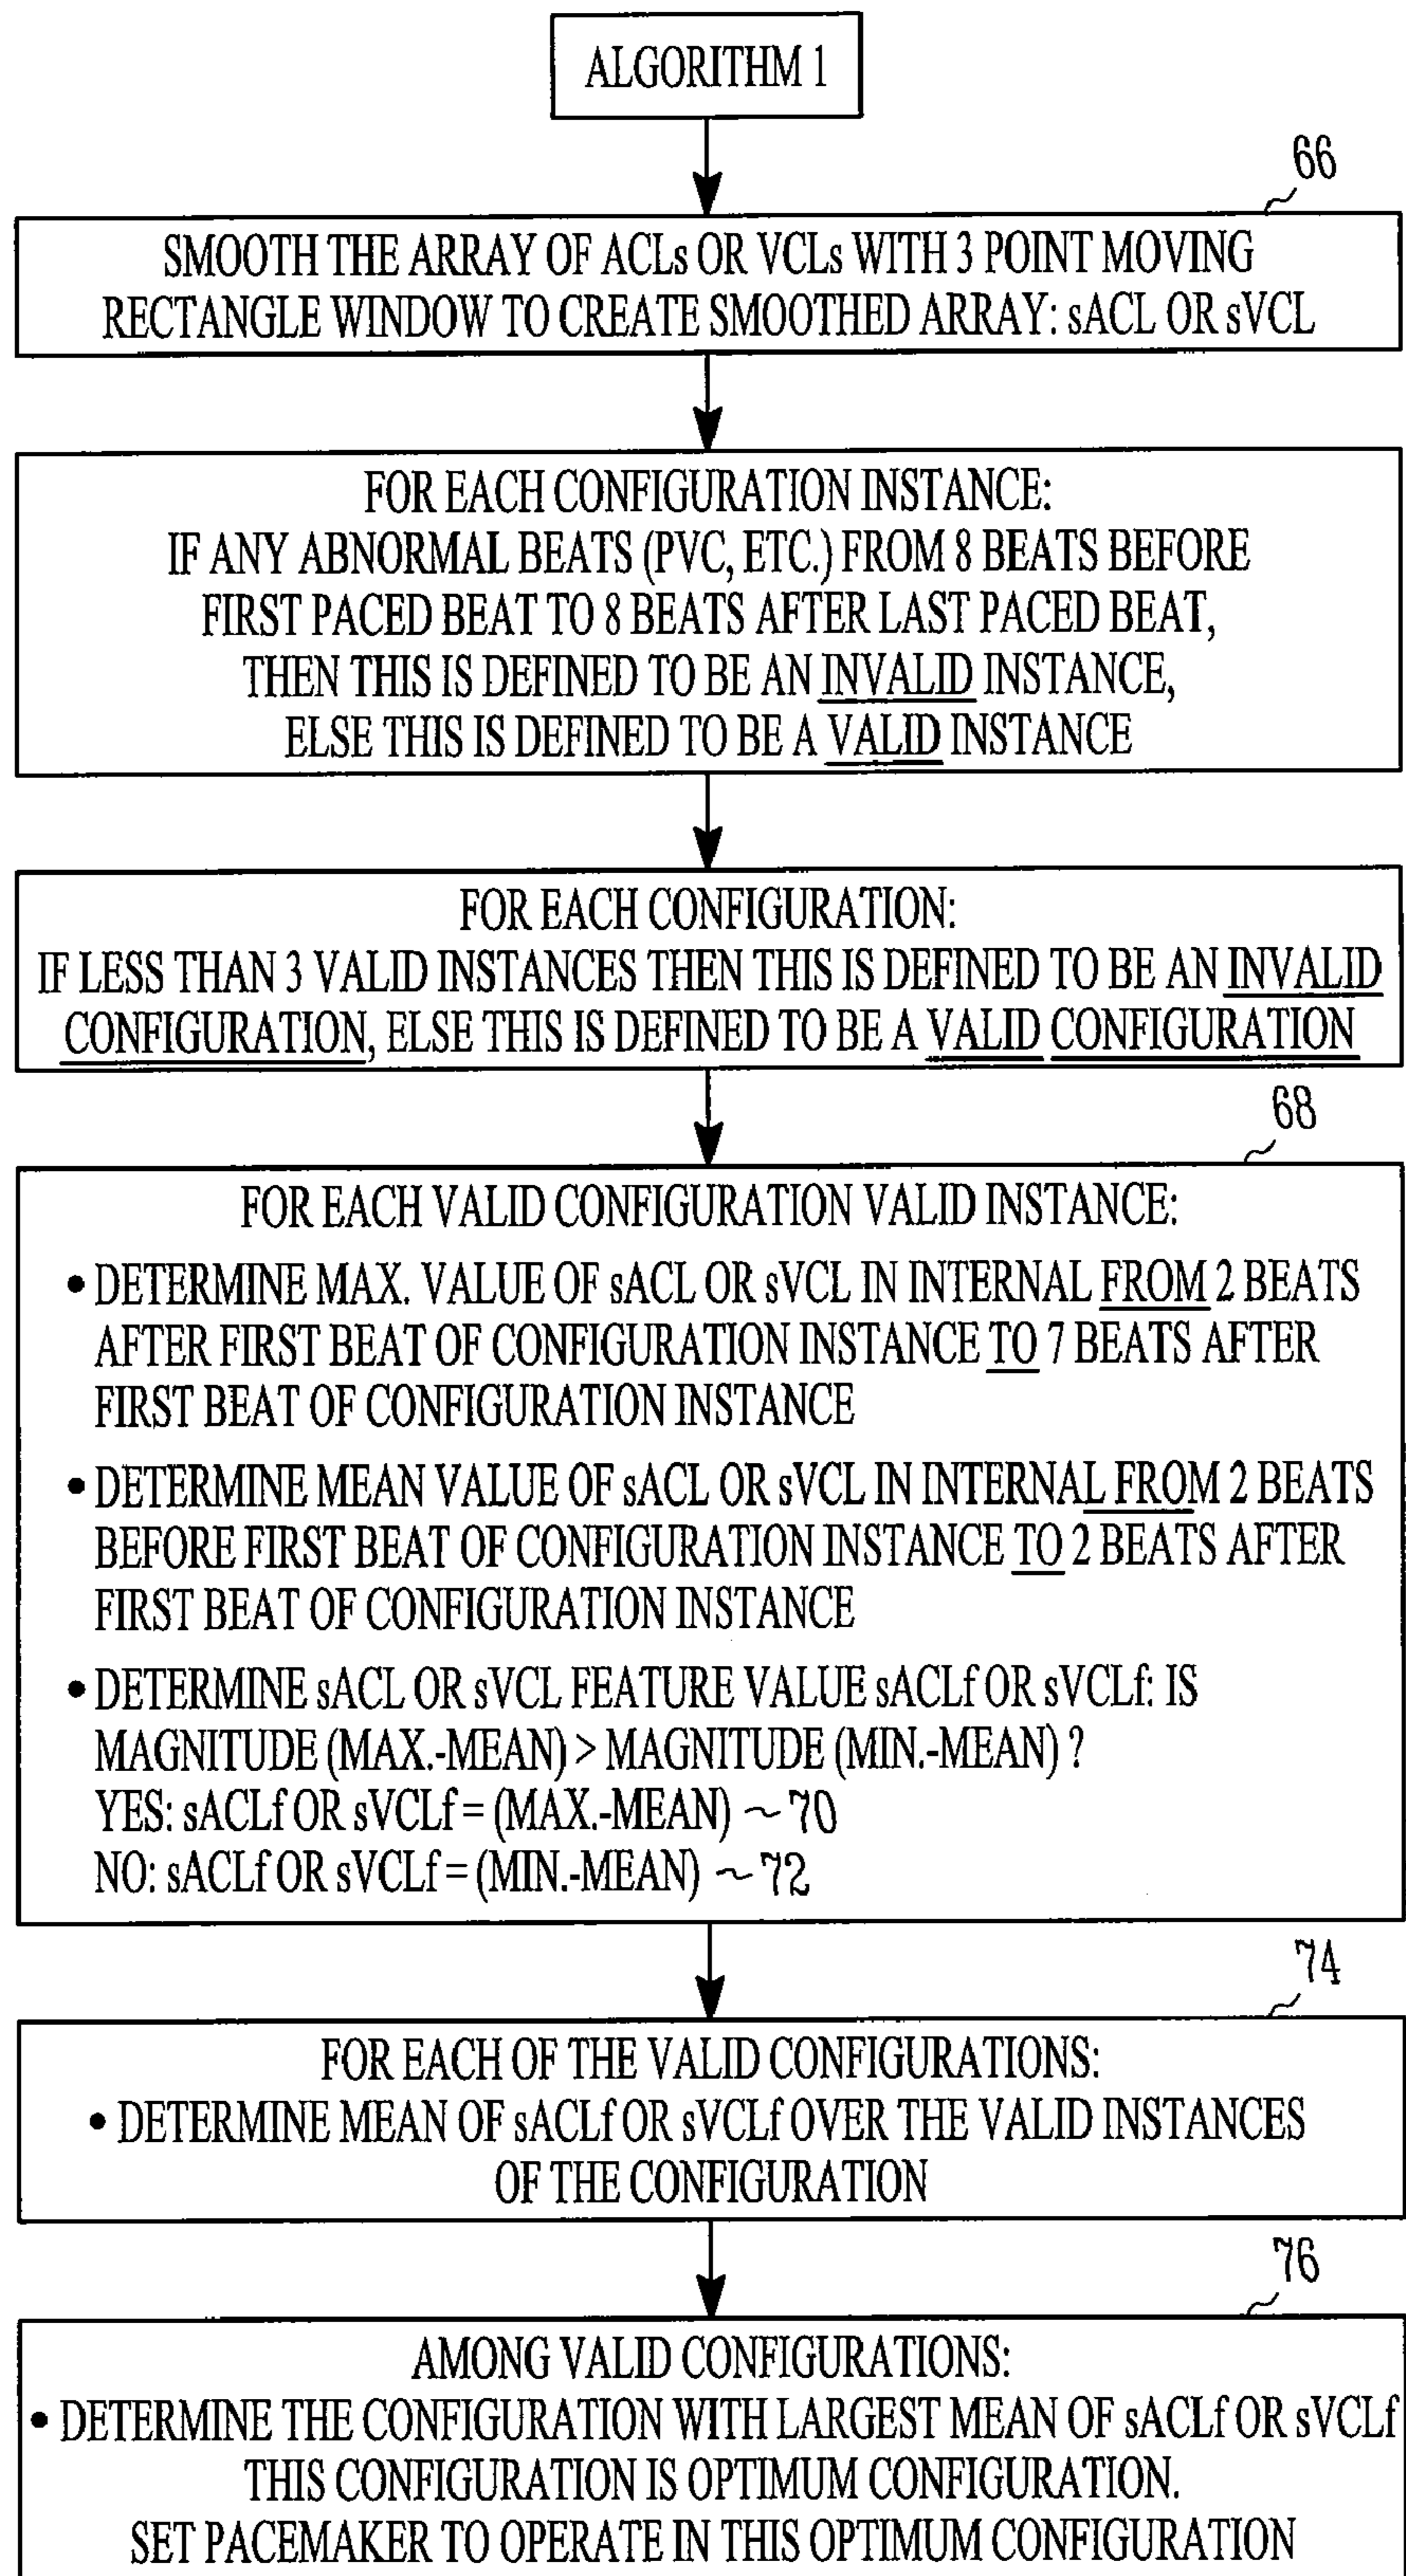 ALGORITHM 1
66
SMOOTH THE ARRAY OF ACLs OR VCLs WITH 3 POINT MOVING
RECTANGLE WINDOW TO CREATE SMOOTHED ARRAY: sACL OR sVCL
FOR EACH CONFIGURATION INSTANCE:
IF ANY ABNORMAL BEATS (PVC, ETC.) FROM 8 BEATS BEFORE
FIRST PACED BEAT TO 8 BEATS AFTER LAST PACED BEAT,
THEN THIS IS DEFINED TO BE AN INVALID INSTANCE,
ELSE THIS IS DEFINED TO BE A VALID INSTANCE
FOR EACH CONFIGURATION:
IF LESS THAN 3 VALID INSTANCES THEN THIS IS DEFINED TO BE AN INVALID
CONFIGURATION, ELSE THIS IS DEFINED TO BE A VALID CONFIGURATION
68
FOR EACH VALID CONFIGURATION VALID INSTANCE:
• DETERMINE MAX. VALUE OF sACL OR sVCL IN INTERNAL FROM 2 BEATS
AFTER FIRST BEAT OF CONFIGURATION INSTANCE TO 7 BEATS AFTER
FIRST BEAT OF CONFIGURATION INSTANCE
• DETERMINE MEAN VALUE OF sACL OR sVCL IN INTERNAL FROM 2 BEATS
BEFORE FIRST BEAT OF CONFIGURATION INSTANCE TO 2 BEATS AFTER
FIRST BEAT OF CONFIGURATION INSTANCE
• DETERMINE sACL OR sVCL FEATURE VALUE sACLf OR sVCLf: IS
MAGNITUDE (MAX.-MEAN) > MAGNITUDE (MIN.-MEAN) ?
YES: sACLf OR sVCLf = (MAX.-MEAN) ~70
NO: sACLf OR sVCLf = (MIN.-MEAN) ~72
74
FOR EACH OF THE VALID CONFIGURATIONS:
• DETERMINE MEAN OF sACLf OR sVCLf OVER THE VALID INSTANCES
OF THE CONFIGURATION
76
AMONG VALID CONFIGURATIONS:
• DETERMINE THE CONFIGURATION WITH LARGEST MEAN OF sACLf OR sVCLf
THIS CONFIGURATION IS OPTIMUM CONFIGURATION.
SET PACEMAKER TO OPERATE IN THIS OPTIMUM CONFIGURATION